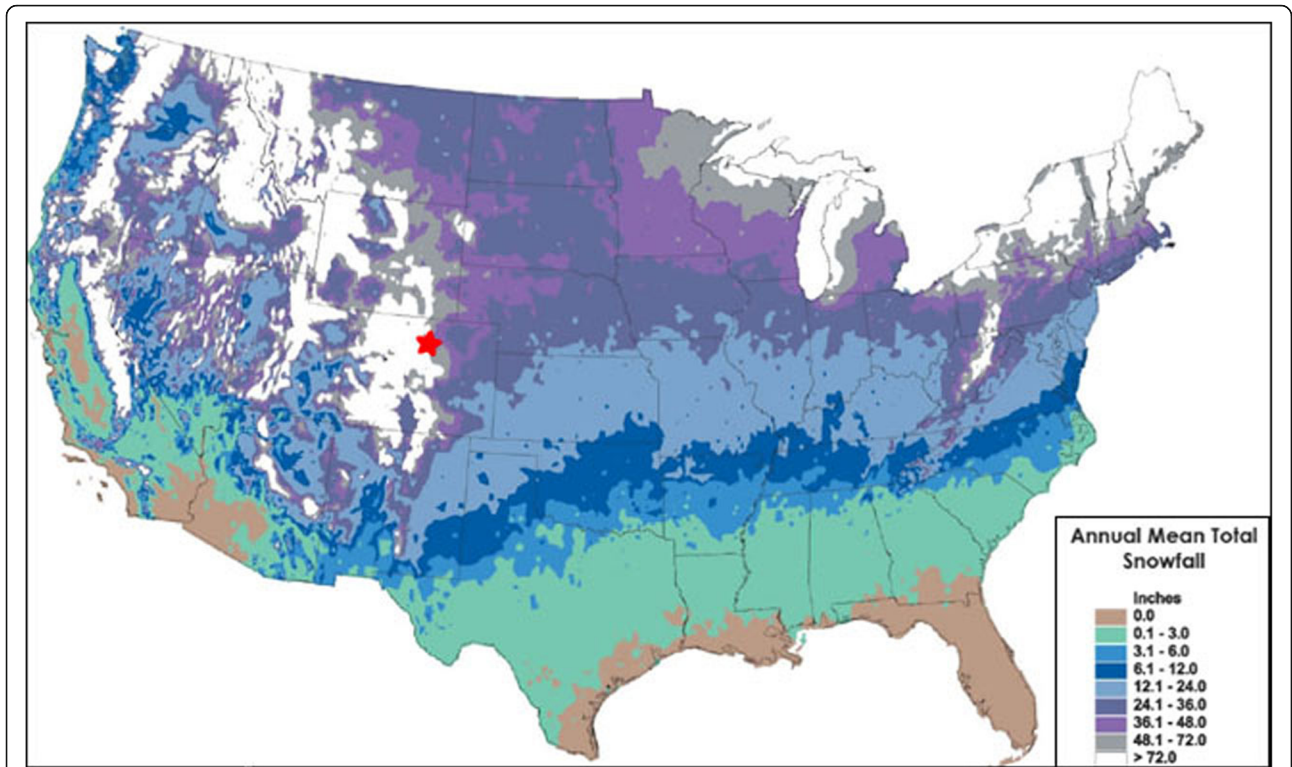 Annual Mean Total
Snowfall
Inches
0.0
0.1 - 3.0
3.1 - 6.0
6.1 - 12.0
12.1 - 24.0
24.1 - 36.0
36.1 - 48.0
48.1 - 72.0
> 72.0